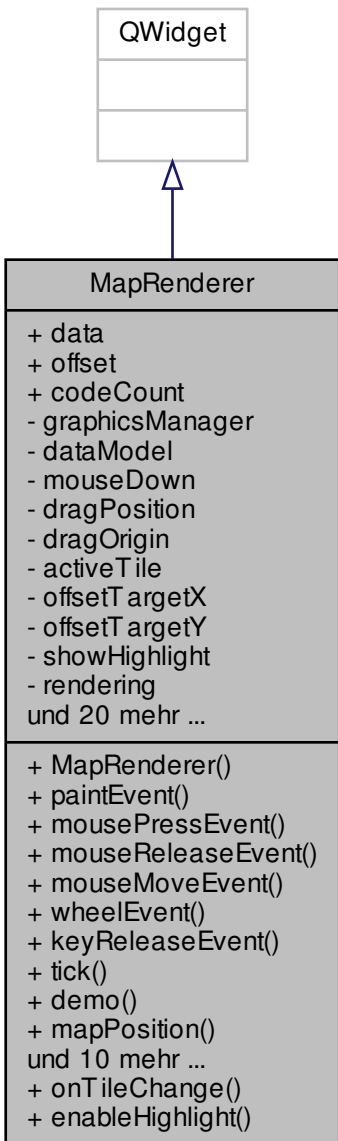 QWidget
MapRenderer
+ data
+ offset
+ codeCount
- graphicsManager
- dataModel
- mouseDown
- dragPosition
- dragOrigin
- activeTile
- offsetTargetX
- offsetTargetY
- showHighlight
- rendering
und 20 mehr ...
+ MapRenderer()
+ paintEvent()
+ mousePressEvent()
+ mouseReleaseEvent()
+ mouseMoveEvent()
+ wheelEvent()
+ keyReleaseEvent()
+ tick()
+ demo()
+ mapPosition()
und 10 mehr ...
+ onTileChange()
+ enableHighlight()